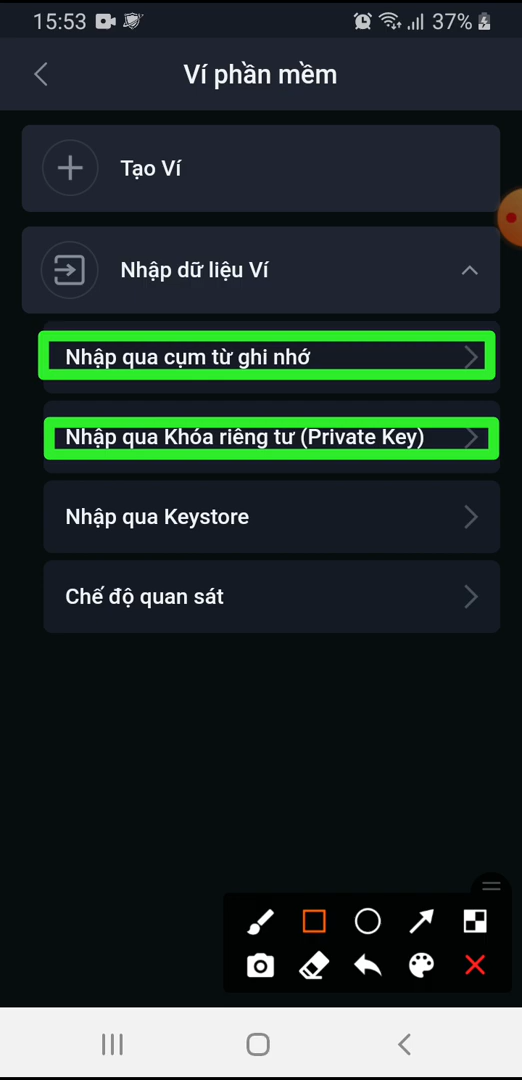 15:53
37%
Ví phần mềm
Tạo Ví
Nhập dữ liệu Ví
Nhập qua cụm từ ghi nhớ
Nhập qua Khóa riêng tư (Private Key)
Nhập qua Keystore
Chế độ quan sát